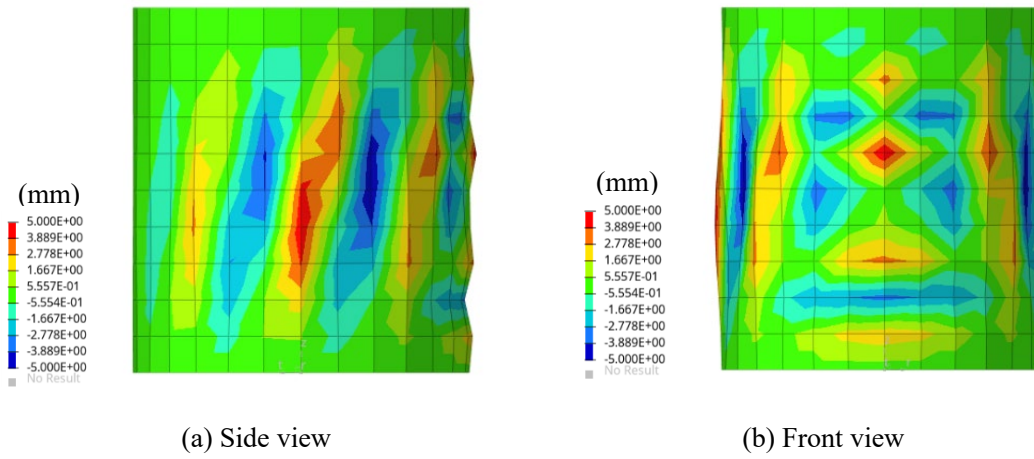 (mm)
5.000E+00
3.889E+00
2.778E+00
1.667E+00
5.557E-01
-5.554E-01
-1.667E+00
-2.778E+00
-3.889E+00
-5.000E+00
No Result
(a) Side view
(mm)
5.000E+00
3.889E+00
2.778E+00
1.667E+00
5.557E-01
-5.554E-01
-1.667E+00
-2.778E+00
-3.889E+00
-5.000E+00
No Result
(b) Front view